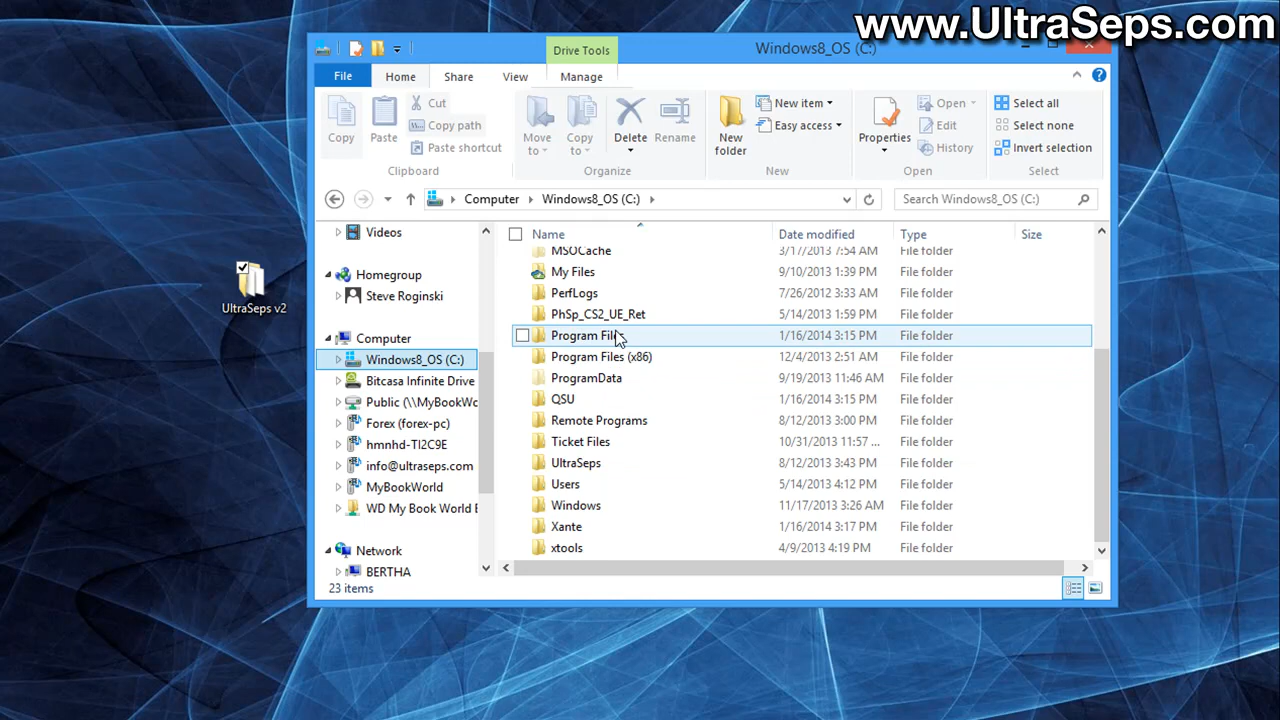 www.UltraSeps.com
Drive Tools
Windows8_OS (C:)
File
Home
Share
View
Manage
Copy
Paste
Cut
Copy path
Paste shortcut
Move to
Copy to
Delete
Rename
New folder
New item
Easy access
Properties
Open
Edit
History
Select all
Select none
Invert selection
Clipboard
Organize
New
Open
Select
Computer
Windows8_OS (C:)
Search Windows8_OS (C:)
UltraSeps v2
Videos
Homegroup
Steve Roginski
Computer
Windows8_OS (C:)
Bitcasa Infinite Drive
Public (\\MyBookWo
Forex (forex-pc)
hmnhd-TI2C9E
info@ultraseps.com
MyBookWorld
WD My Book World E
Network
BERTHA
Name Date modified Type Size
MSOCache 3/17/2013 7:54 AM File folder
My Files 9/10/2013 1:39 PM File folder
PerfLogs 7/26/2012 3:33 AM File folder
PhSp_CS2_UE_Ret 5/14/2013 1:59 PM File folder
Program Files 1/16/2014 3:15 PM File folder
Program Files (x86) 12/4/2013 2:51 AM File folder
ProgramData 9/19/2013 11:46 AM File folder
QSU 1/16/2014 3:15 PM File folder
Remote Programs 8/12/2013 3:00 PM File folder
Ticket Files 10/31/2013 11:57 ... File folder
UltraSeps 8/12/2013 3:43 PM File folder
Users 5/14/2013 4:12 PM File folder
Windows 11/17/2013 3:26 AM File folder
Xante 1/16/2014 3:17 PM File folder
xtools 4/9/2013 4:19 PM File folder
23 items